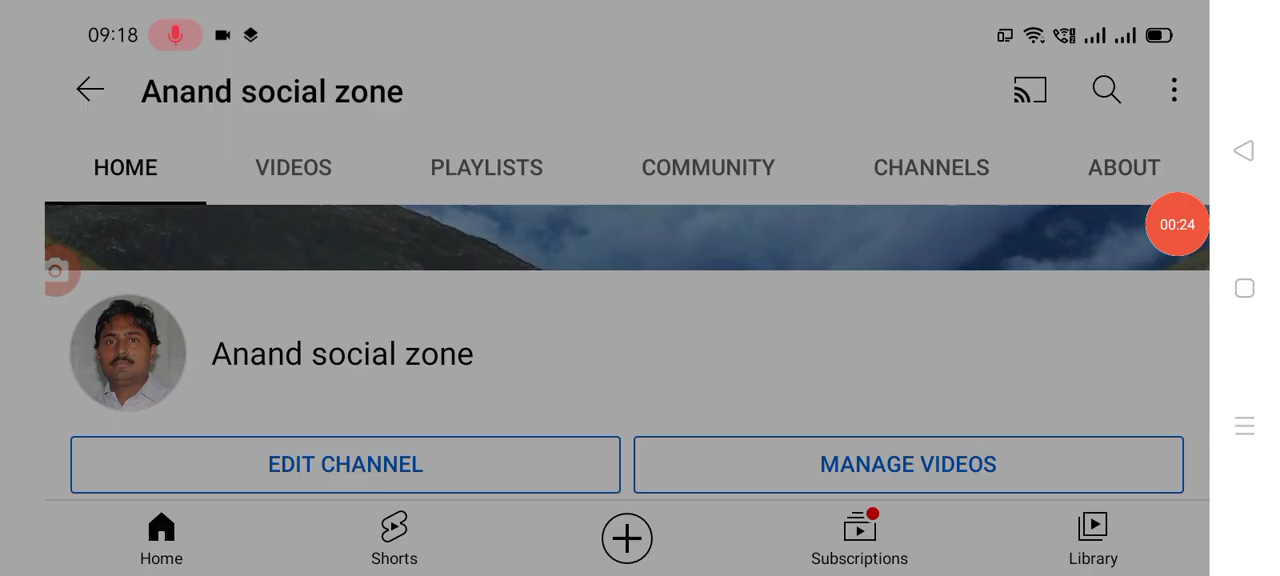 09:18
Anand social zone
HOME VIDEOS PLAYLISTS COMMUNITY CHANNELS ABOUT
00:24
Anand social zone
EDIT CHANNEL MANAGE VIDEOS
Home Shorts Subscriptions Library